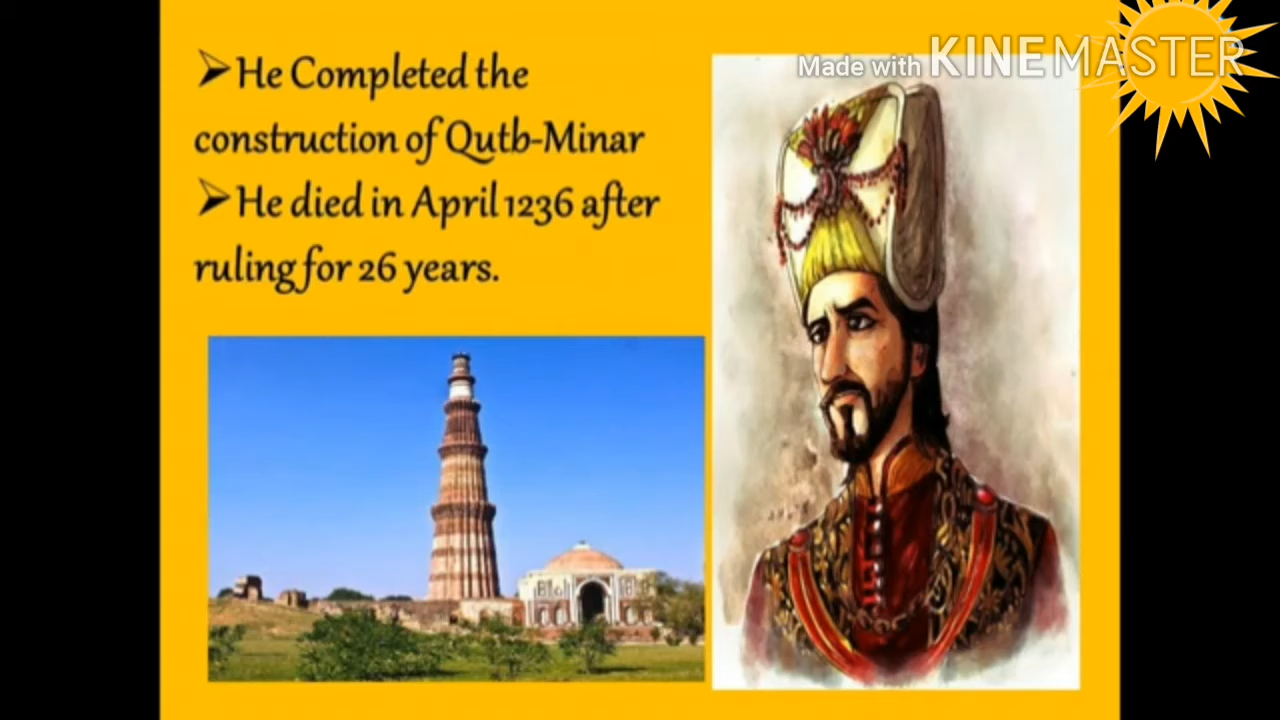 Made with KINEMASTER
➢He Completed the
construction of Qutb-Minar
➢He died in April 1236 after
ruling for 26 years.